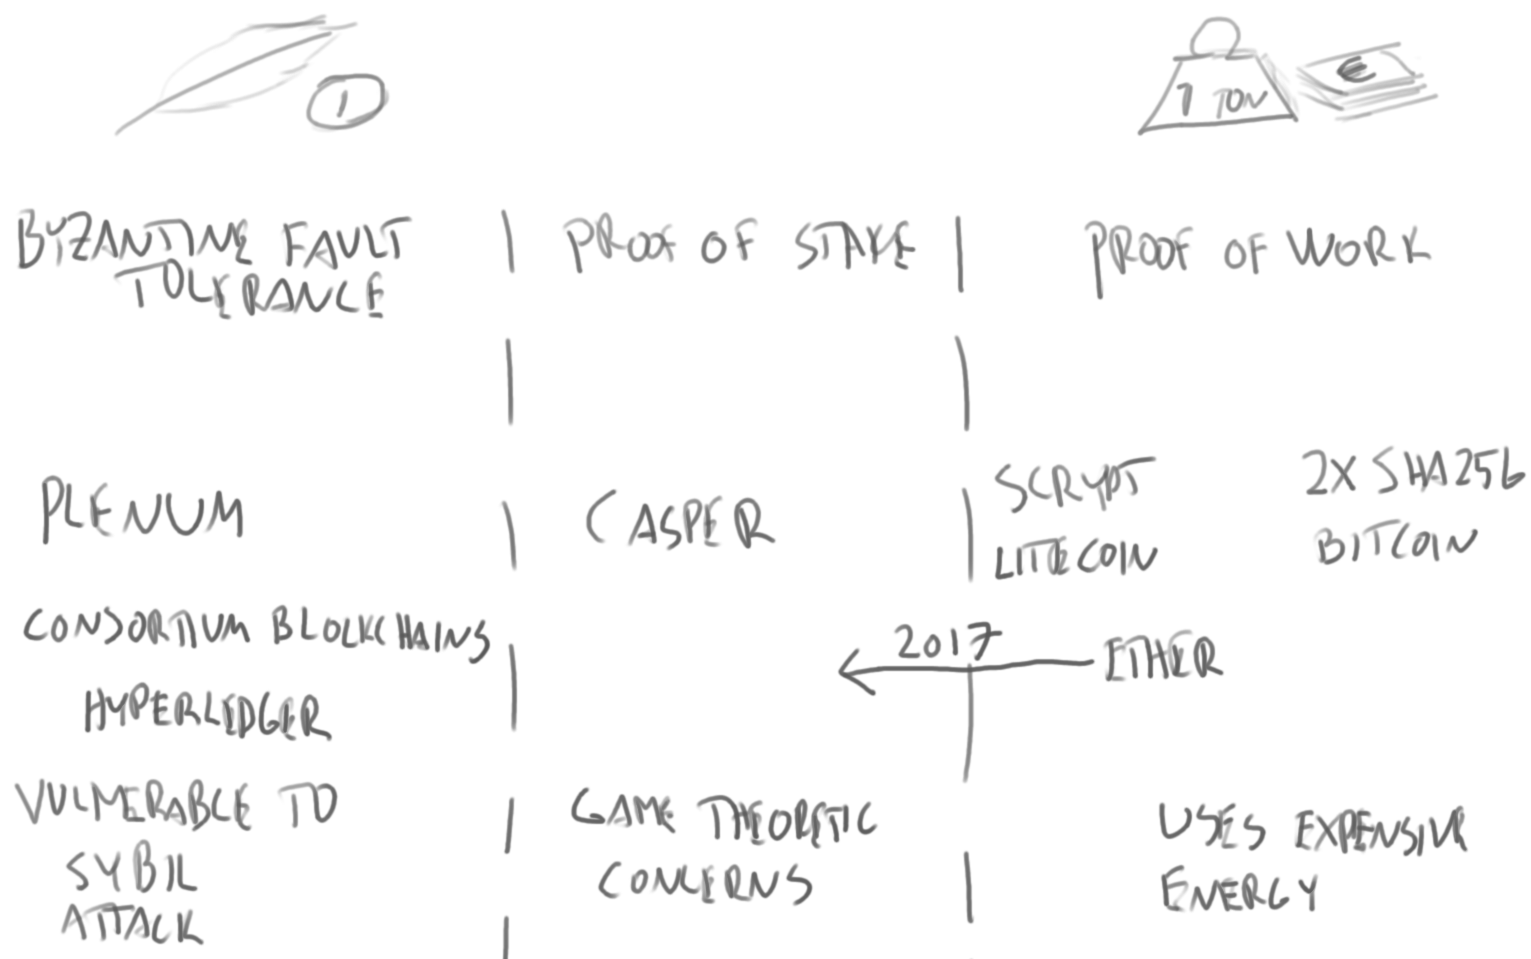 1
1 TON
€
BYZANTINE FAULT
TOLERANCE
PROOF OF STAKE
PROOF OF WORK
PLENUM
CASPER
SCRYPT
LITECOIN
2X SHA256
BITCOIN
CONSORTIUM BLOCKCHAINS
HYPERLEDGER
2017
ETHER
VULNERABLE TO
SYBIL
ATTACK
GAME THEORETIC
CONCERNS
USES EXPENSIVE
ENERGY